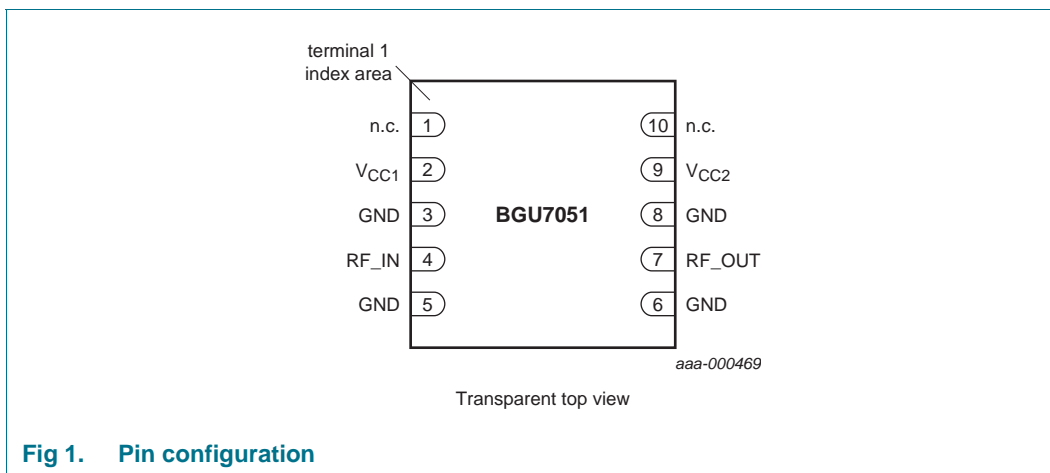 terminal 1
index area
n.c. 1 10 n.c.
VCC1 2 9 VCC2
GND 3 BGU7051 8 GND
RF_IN 4 7 RF_OUT
GND 5 6 GND
aaa-000469
Transparent top view
Fig 1. Pin configuration